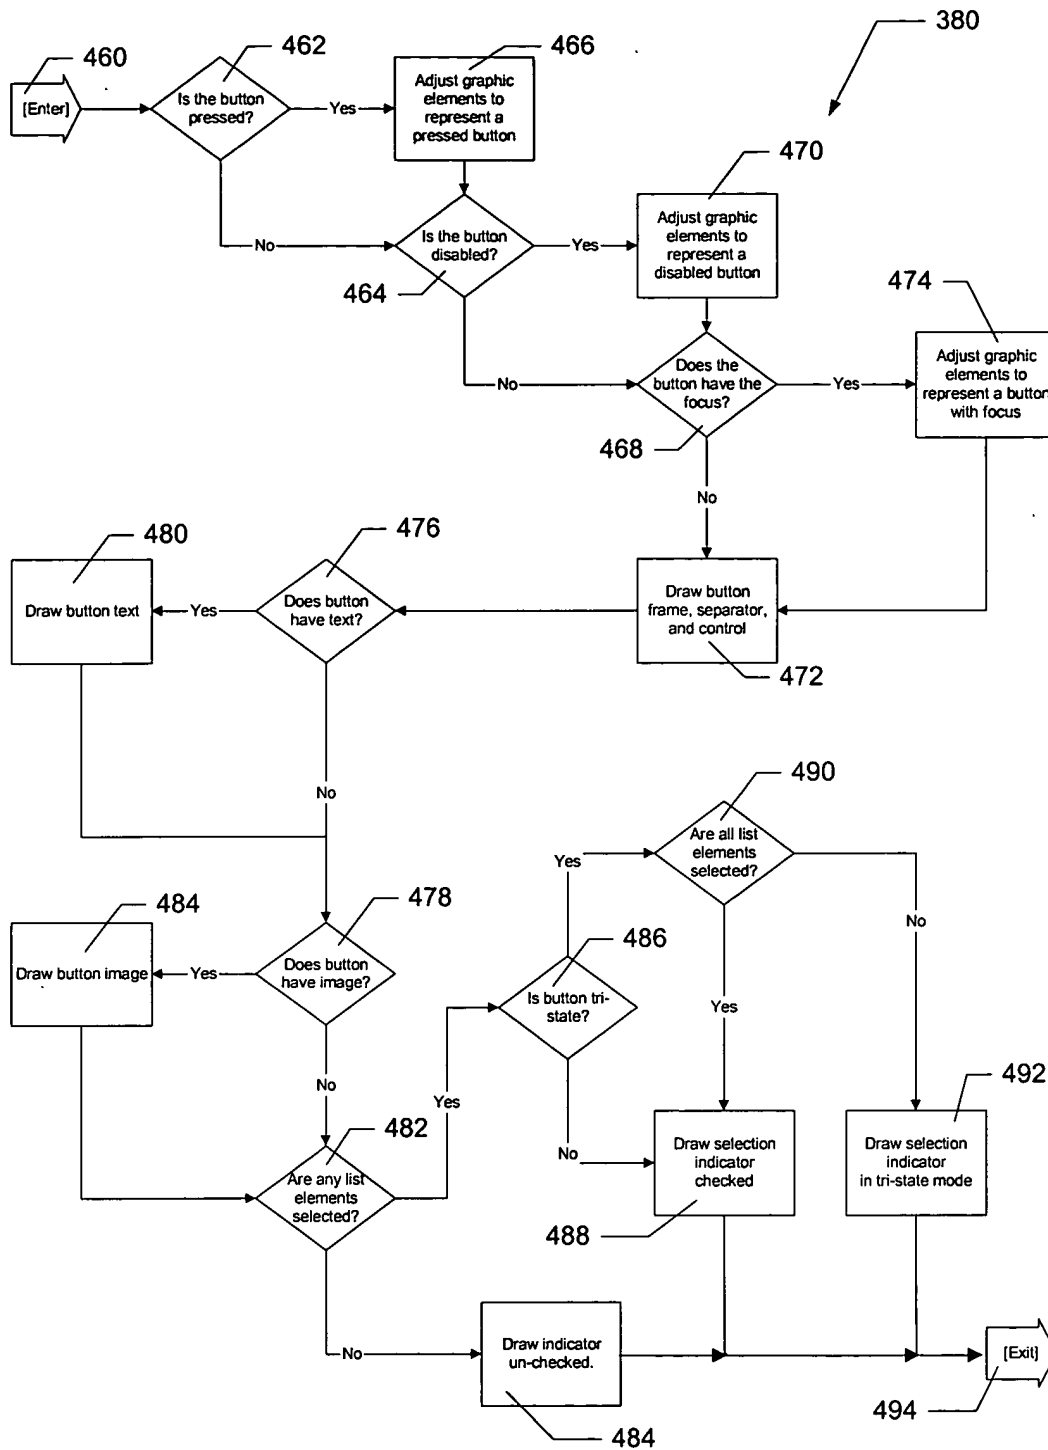 380
460
[Enter]
462
Is the button
pressed?
Yes
No
466
Adjust graphic
elements to
represent a
pressed button
Is the button
disabled?
464
Yes
No
470
Adjust graphic
elements to
represent a
disabled button
Does the
button have the
focus?
468
Yes
No
474
Adjust graphic
elements to
represent a button
with focus
Draw button
frame, separator,
and control
472
476
Does button
have text?
Yes
No
480
Draw button text
478
Does button
have image?
Yes
No
484
Draw button image
482
Are any list
elements
selected?
Yes
No
486
Is button tri-
state?
Yes
No
490
Are all list
elements
selected?
Yes
No
Draw selection
indicator
checked
488
492
Draw selection
indicator
in tri-state mode
Draw indicator
un-checked.
484
[Exit]
494